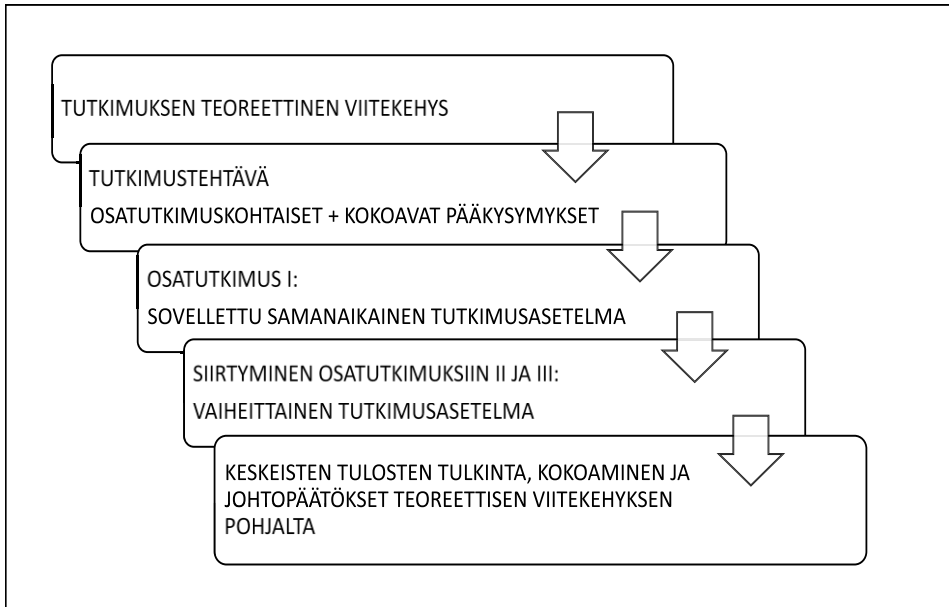 TUTKIMUKSEN TEOREETTINEN VIITEKEHYS
TUTKIMUSTEHTÄVÄ
OSATUTKIMUSKOHTAISET + KOKOAVAT PÄÄKYSYMYKSET
OSATUTKIMUS I:
SOVELLETTU SAMANAIKAINEN TUTKIMUSASETELMA
SIIRTYMINEN OSATUTKIMUKSIIN II JA III:
VAIHEITTAINEN TUTKIMUSASETELMA
KESKEISTEN TULOSTEN TULKINTA, KOKOAMINEN JA
JOHTOPÄÄTÖKSET TEOREETTISEN VIITEKEHYKSEN
POHJALTA